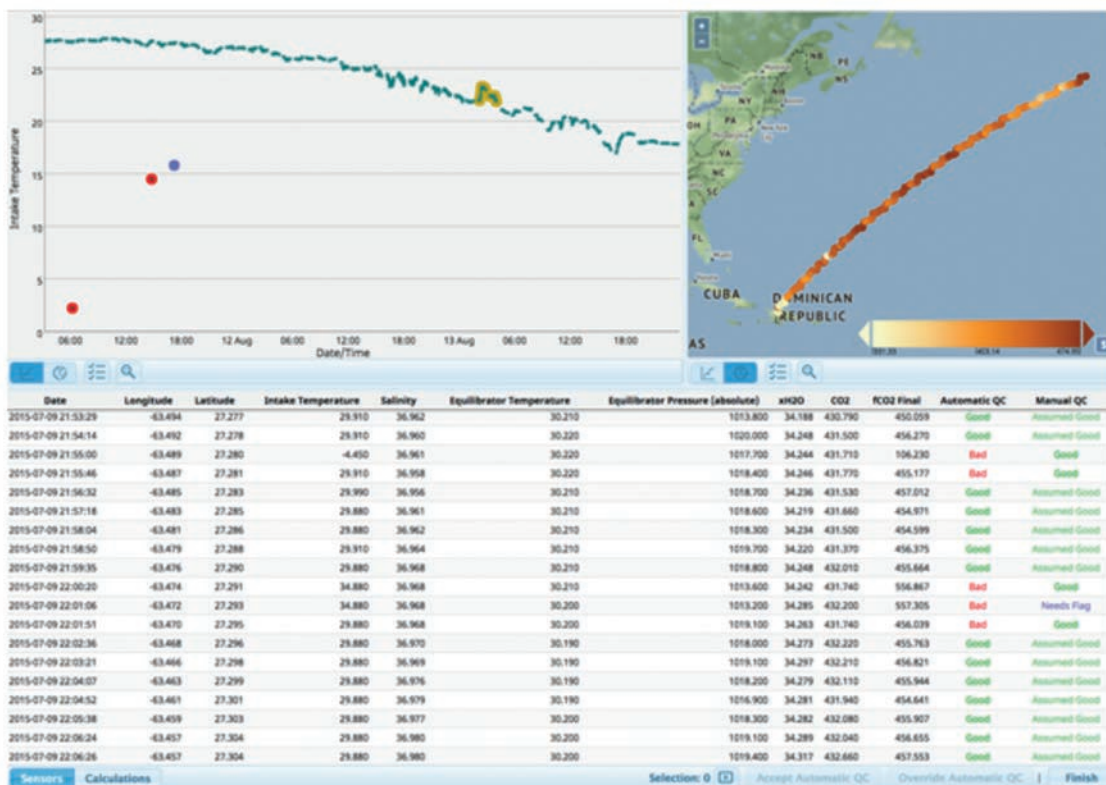 30
25
20
15
10
5
0
Intake Temperature
06:00 12:00 18:00 12 Aug 06:00 12:00 18:00 13 Aug 06:00 12:00 18:00
Date/Time
+
−
NB
PE
NS
NY
NH
PA
OH
VA
NC
SC
FL
CUBA
DOMINICAN
REPUBLIC
AS
Date Longitude Latitude Intake Temperature Salinity Equilibrator Temperature Equilibrator Pressure (absolute) xH2O CO2 fCO2 Final Automatic QC Manual QC
2015-07-09 21:53:29 -63.494 27.277 29.910 36.962 30.210 1013.800 34.188 430.790 450.059 Good Assumed Good
2015-07-09 21:54:14 -63.492 27.278 29.910 36.960 30.220 1020.000 34.248 431.500 456.270 Good Assumed Good
2015-07-09 21:55:00 -63.489 27.280 -4.450 36.961 30.220 1017.700 34.244 431.710 106.230 Bad Good
2015-07-09 21:55:46 -63.487 27.281 29.910 36.958 30.220 1018.400 34.246 431.770 455.177 Bad Good
2015-07-09 21:56:32 -63.485 27.283 29.990 36.956 30.210 1018.700 34.236 431.530 457.012 Good Assumed Good
2015-07-09 21:57:18 -63.483 27.285 29.880 36.961 30.210 1018.600 34.219 431.660 454.971 Good Assumed Good
2015-07-09 21:58:04 -63.481 27.286 29.880 36.962 30.210 1018.300 34.234 431.500 454.599 Good Assumed Good
2015-07-09 21:58:50 -63.479 27.288 29.910 36.964 30.210 1019.700 34.220 431.370 456.375 Good Assumed Good
2015-07-09 21:59:35 -63.476 27.290 29.880 36.968 30.210 1018.800 34.248 432.010 455.664 Good Assumed Good
2015-07-09 22:00:20 -63.474 27.291 34.880 36.968 30.210 1013.600 34.242 431.740 556.867 Bad Good
2015-07-09 22:01:06 -63.472 27.293 34.880 36.968 30.200 1013.200 34.285 432.200 557.305 Bad Needs Flag
2015-07-09 22:01:51 -63.470 27.295 29.880 36.968 30.200 1019.100 34.263 431.740 456.039 Bad Good
2015-07-09 22:02:36 -63.468 27.296 29.880 36.970 30.190 1018.000 34.273 432.220 455.763 Good Assumed Good
2015-07-09 22:03:21 -63.466 27.298 29.880 36.969 30.190 1019.100 34.297 432.210 456.821 Good Assumed Good
2015-07-09 22:04:07 -63.463 27.299 29.880 36.976 30.190 1018.200 34.279 432.110 455.944 Good Assumed Good
2015-07-09 22:04:52 -63.461 27.301 29.880 36.979 30.190 1016.900 34.281 431.940 454.641 Good Assumed Good
2015-07-09 22:05:38 -63.459 27.303 29.880 36.977 30.200 1018.300 34.282 432.080 455.907 Good Assumed Good
2015-07-09 22:06:24 -63.457 27.304 29.880 36.980 30.200 1019.100 34.289 432.040 456.655 Good Assumed Good
2015-07-09 22:06:26 -63.457 27.304 29.880 36.980 30.200 1019.400 34.317 432.660 457.553 Good Assumed Good
Sensors Calculations Selection: 0 Accept Automatic QC Override Automatic QC | Finish